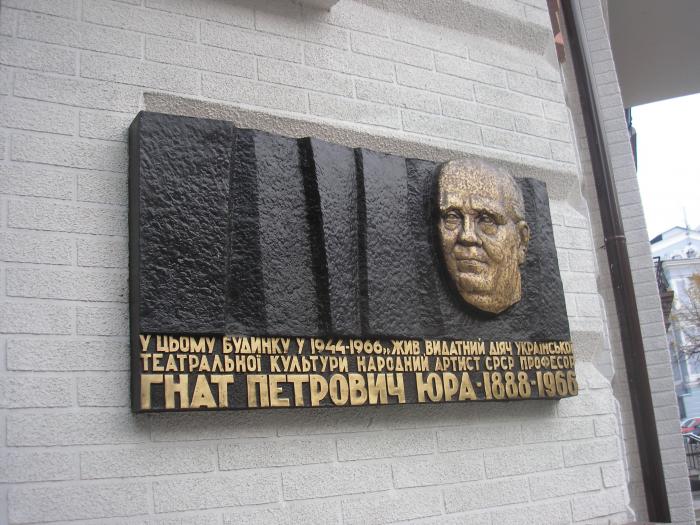 У ЦЬОМУ БУДИНКУ У 1944-1966,, ЖИВ ВИДАТНИЙ ДІЯЧ УКРАЇНСЬКОЇ
ТЕАТРАЛЬНОЇ КУЛЬТУРИ НАРОДНИЙ АРТИСТ СРСР ПРОФЕСОР
ГНАТ ПЕТРОВИЧ ЮРА·1888-1966